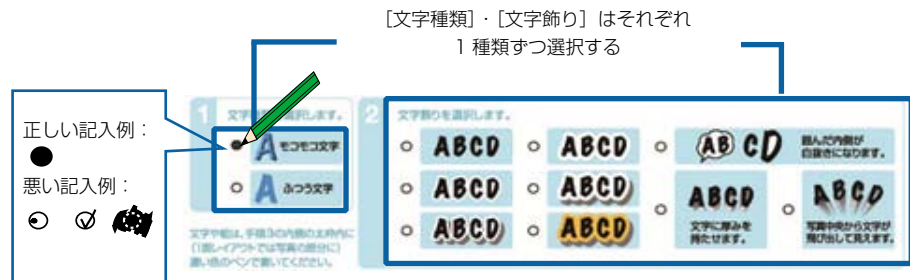 ［文字種類］・［文字飾り］はそれぞれ
1 種類ずつ選択する
正しい記入例：
悪い記入例：
1
2 文字飾りを選択します。
A モコモコ文字
A ふつう文字
ABCD
ABCD
AB CD
囲んだ内側が
白抜きになります。
ABCD
ABCD
ABCD
ABCD
ABCD
文字に厚みを
持たせます。
ABCD
写真中央から文字が
飛び出して見えます。
文字や絵は、手順3の内側の太枠内に
（1面レイアウトでは写真の部分に）
濃い色のペンで書いてください。